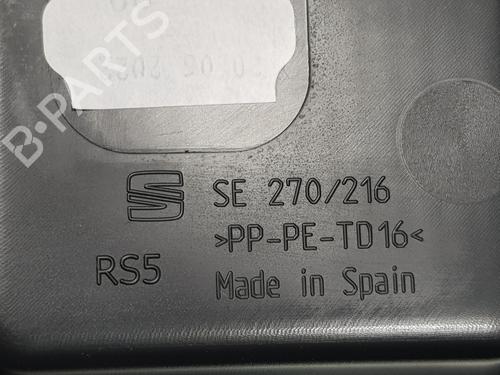 B-PARTS
SE 270/216
>PP-PE-TD16<
RS5
Made in Spain